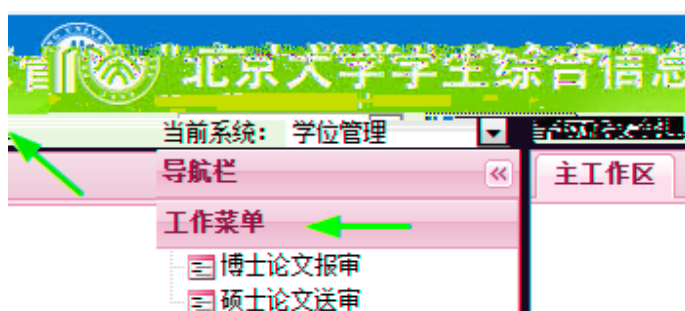 北京大学学生综合信息
当前系统： 学位管理
导航栏
主工作区
工作菜单
博士论文报审
硕士论文送审